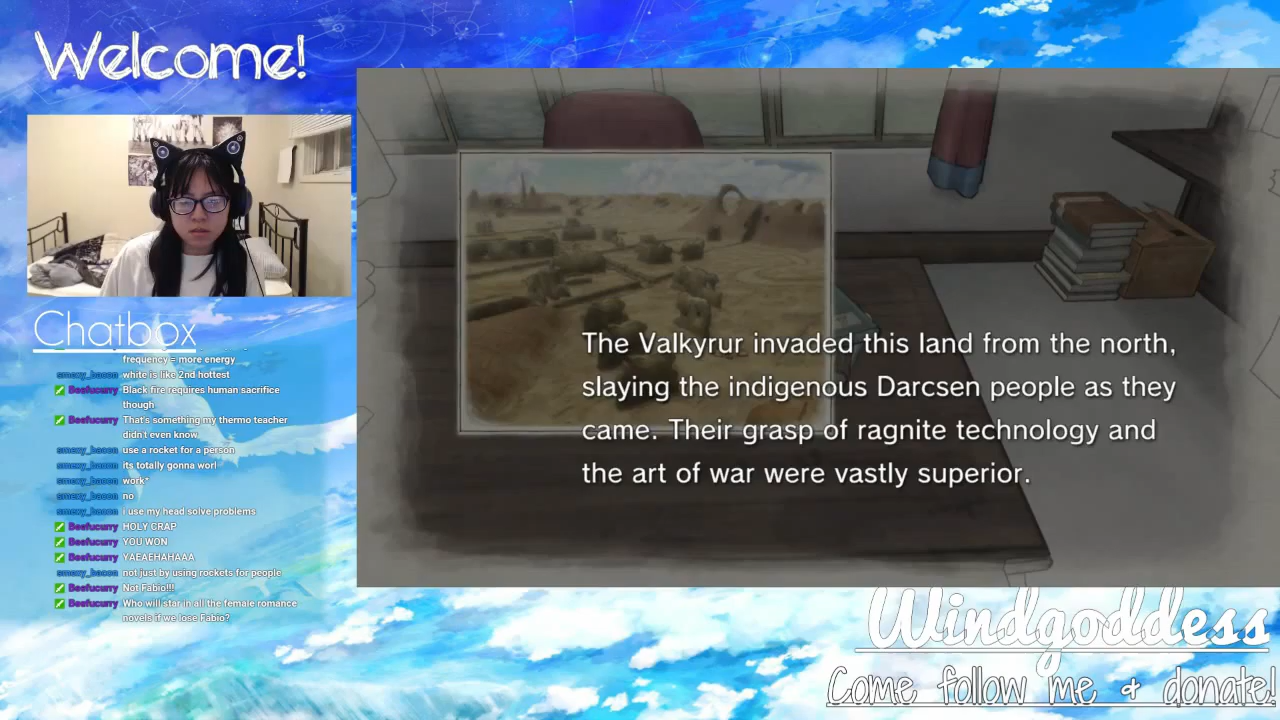 Welcome!
Chatbox
frequency = more energy
smexy_bacon white is like 2nd hottest
Beefucurry Black fire requires human sacrifice
though
Beefucurry That's something my thermo teacher
didn't even know
smexy_bacon use a rocket for a person
smexy_bacon its totally gonna worl
smexy_bacon work*
smexy_bacon no
smexy_bacon i use my head solve problems
Beefucurry HOLY CRAP
Beefucurry YOU WON
Beefucurry YAEAEHAHAAA
smexy_bacon not just by using rockets for people
Beefucurry Not Fabio!!!
Beefucurry Who will star in all the female romance
novels if we lose Fabio?
The Valkyrur invaded this land from the north,
slaying the indigenous Darcsen people as they
came. Their grasp of ragnite technology and
the art of war were vastly superior.
Windgoddess
Come follow me & donate!